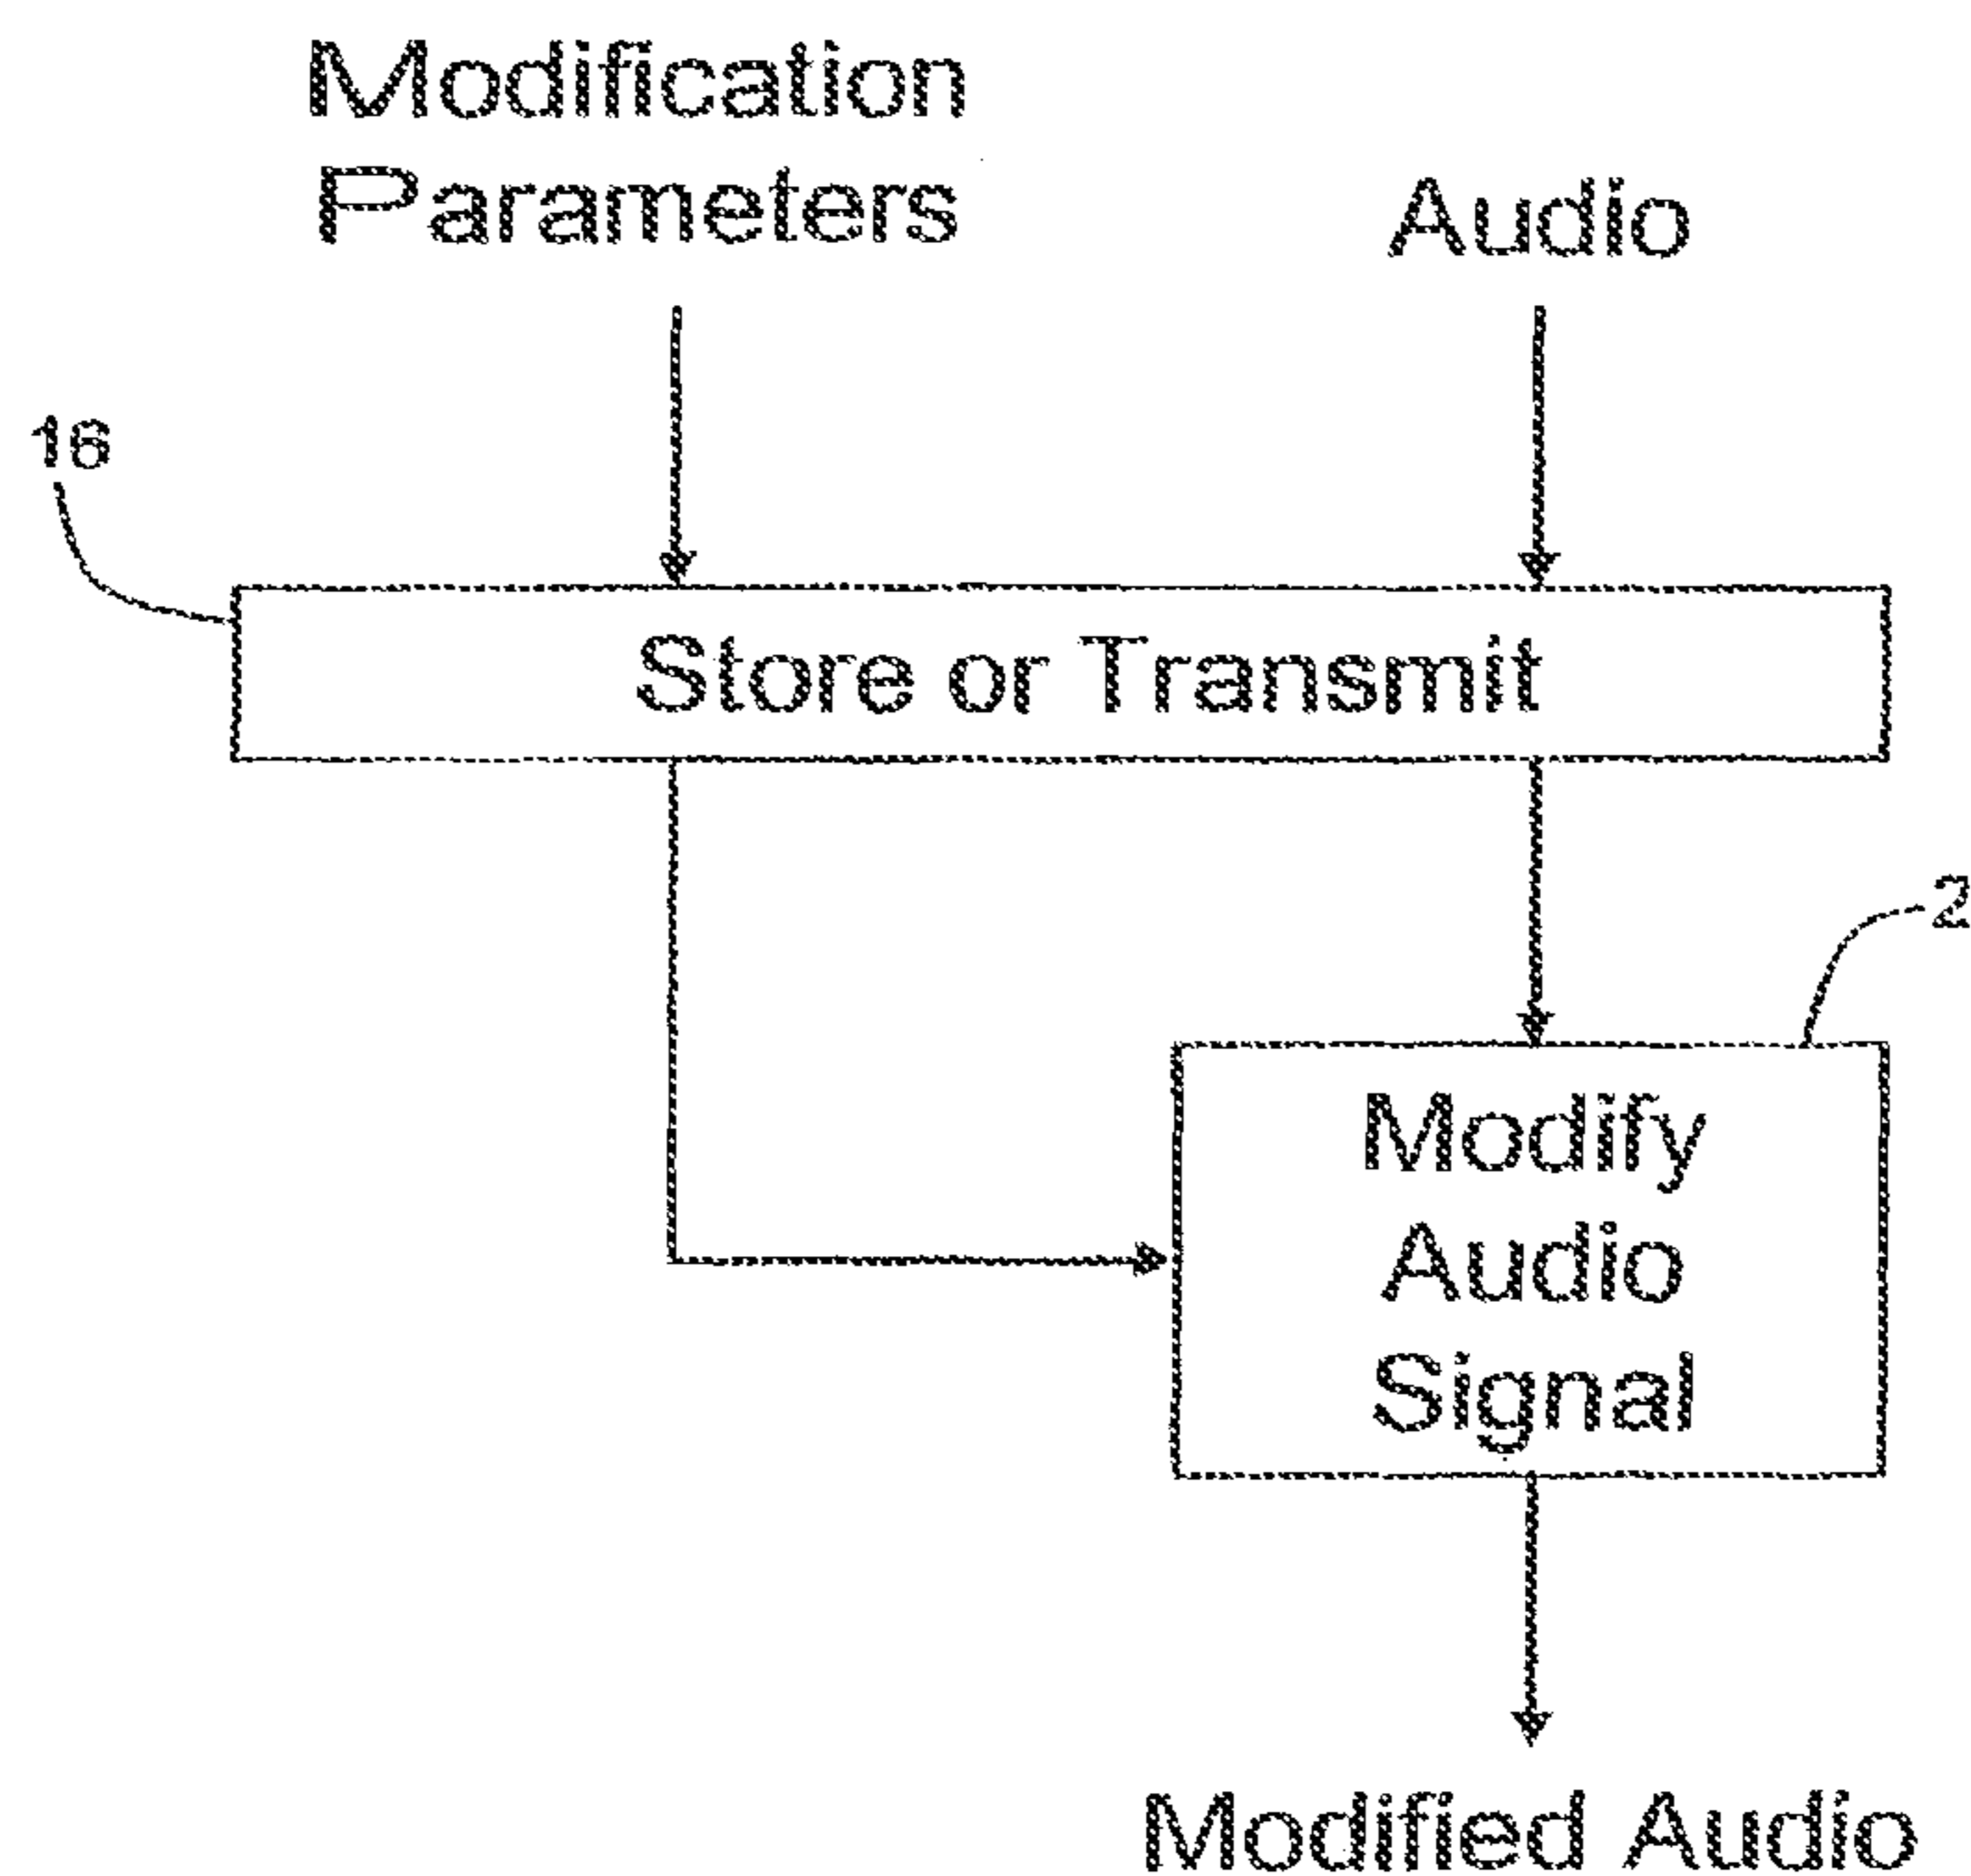 Modification
Parameters
Audio
16
Store or Transmit
2
Modify
Audio
Signal
Modified Audio